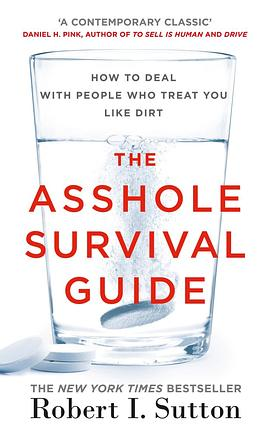 ‘A CONTEMPORARY CLASSIC’
DANIEL H. PINK, AUTHOR OF TO SELL IS HUMAN AND DRIVE
HOW TO DEAL
WITH PEOPLE WHO TREAT YOU
LIKE DIRT
THE
ASSHOLE
SURVIVAL
GUIDE
THE NEW YORK TIMES BESTSELLER
Robert I. Sutton